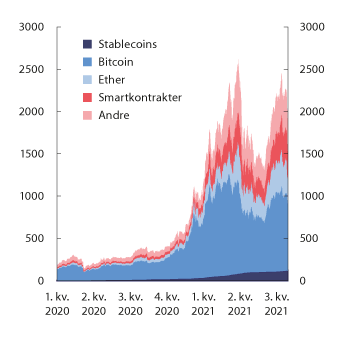 3000
3000
Stablecoins
2500
Bitcoin
2500
Ether
2000
Smartkontrakter
2000
Andre
1500
1500
1000
1000
500
500
0
0
1. kv. 2. kv. 3. kv. 4. kv. 1. kv. 2. kv. 3. kv.
2020 2020 2020 2020 2021 2021 2021